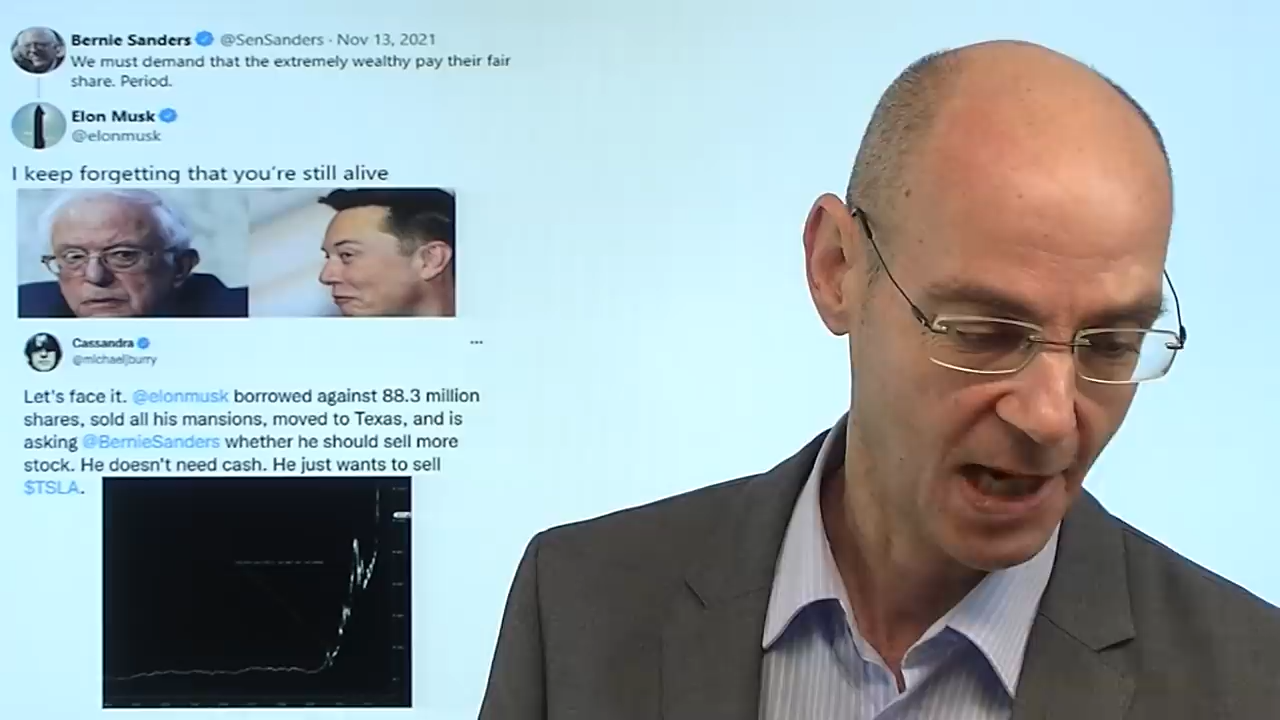 Bernie Sanders @SenSanders · Nov 13, 2021
We must demand that the extremely wealthy pay their fair
share. Period.
Elon Musk
@elonmusk
I keep forgetting that you're still alive
Cassandra
@michaeljburry
Let's face it. @elonmusk borrowed against 88.3 million
shares, sold all his mansions, moved to Texas, and is
asking @BernieSanders whether he should sell more
stock. He doesn't need cash. He just wants to sell
$TSLA.